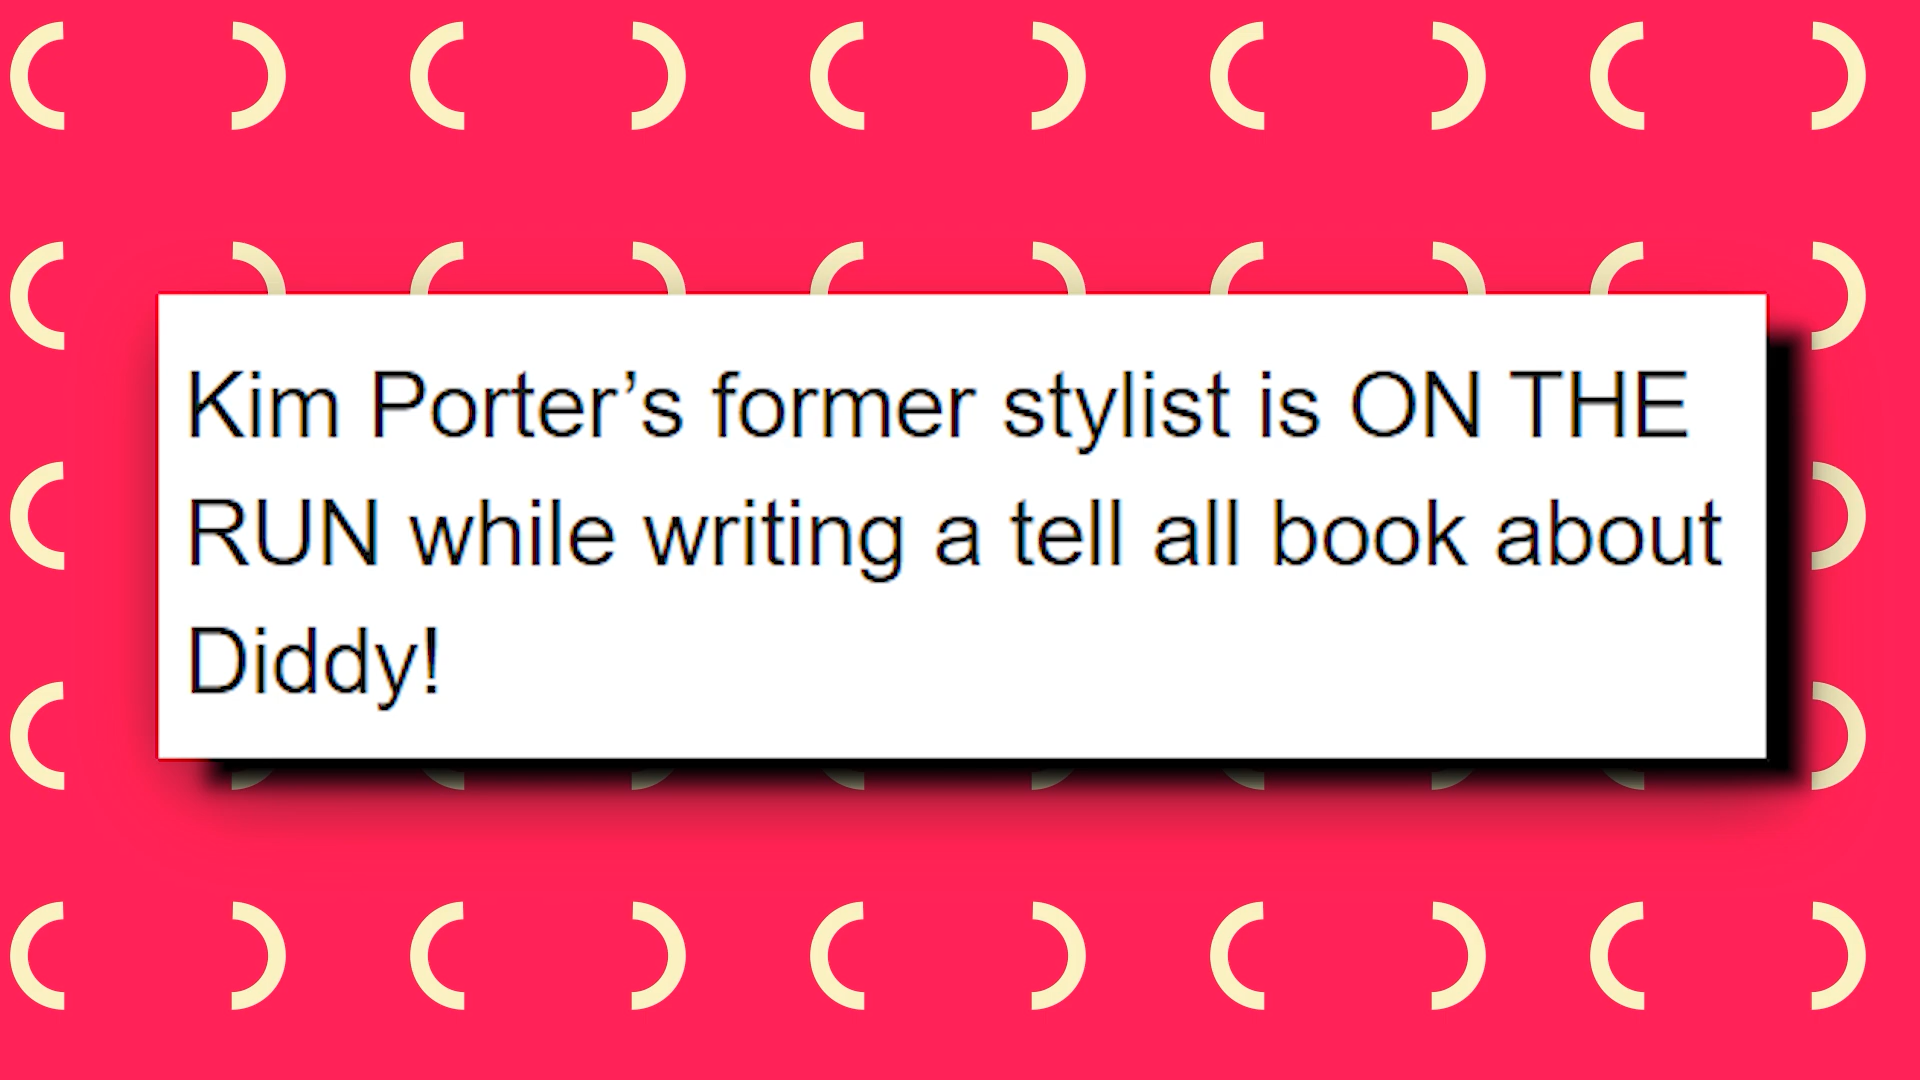 Kim Porter’s former stylist is ON THE
RUN while writing a tell all book about
Diddy!